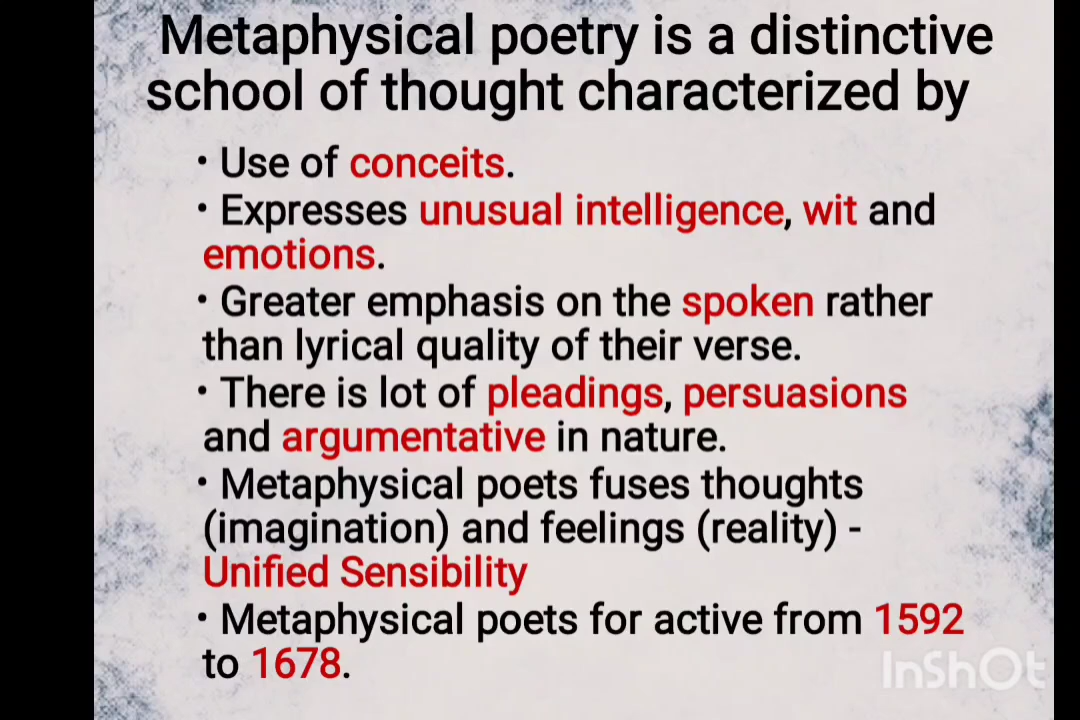 Metaphysical poetry is a distinctive
school of thought characterized by
• Use of conceits.
• Expresses unusual intelligence, wit and
emotions.
• Greater emphasis on the spoken rather
than lyrical quality of their verse.
• There is lot of pleadings, persuasions
and argumentative in nature.
• Metaphysical poets fuses thoughts
(imagination) and feelings (reality) -
Unified Sensibility
• Metaphysical poets for active from 1592
to 1678.
InShOt